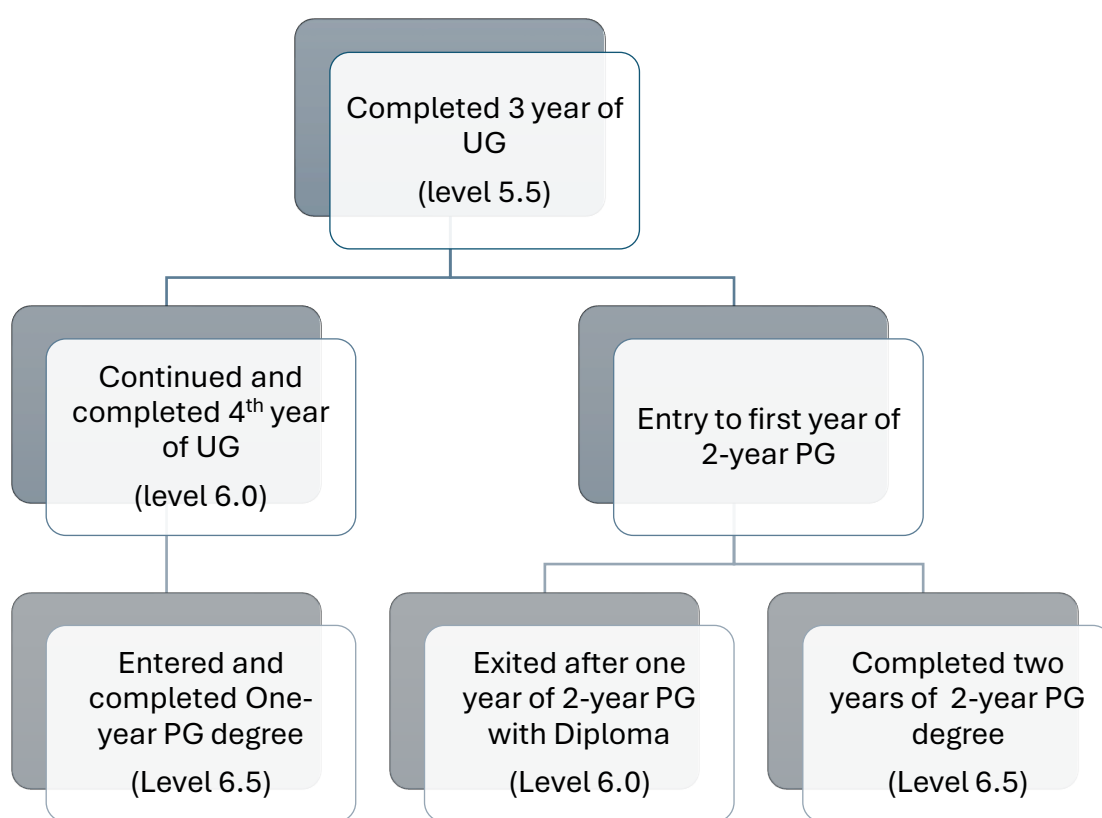 Completed 3 year of
UG
(level 5.5)
Continued and
completed 4th year
of UG
(level 6.0)
Entry to first year of
2-year PG
Entered and
completed One-
year PG degree
(Level 6.5)
Exited after one
year of 2-year PG
with Diploma
(Level 6.0)
Completed two
years of 2-year PG
degree
(Level 6.5)